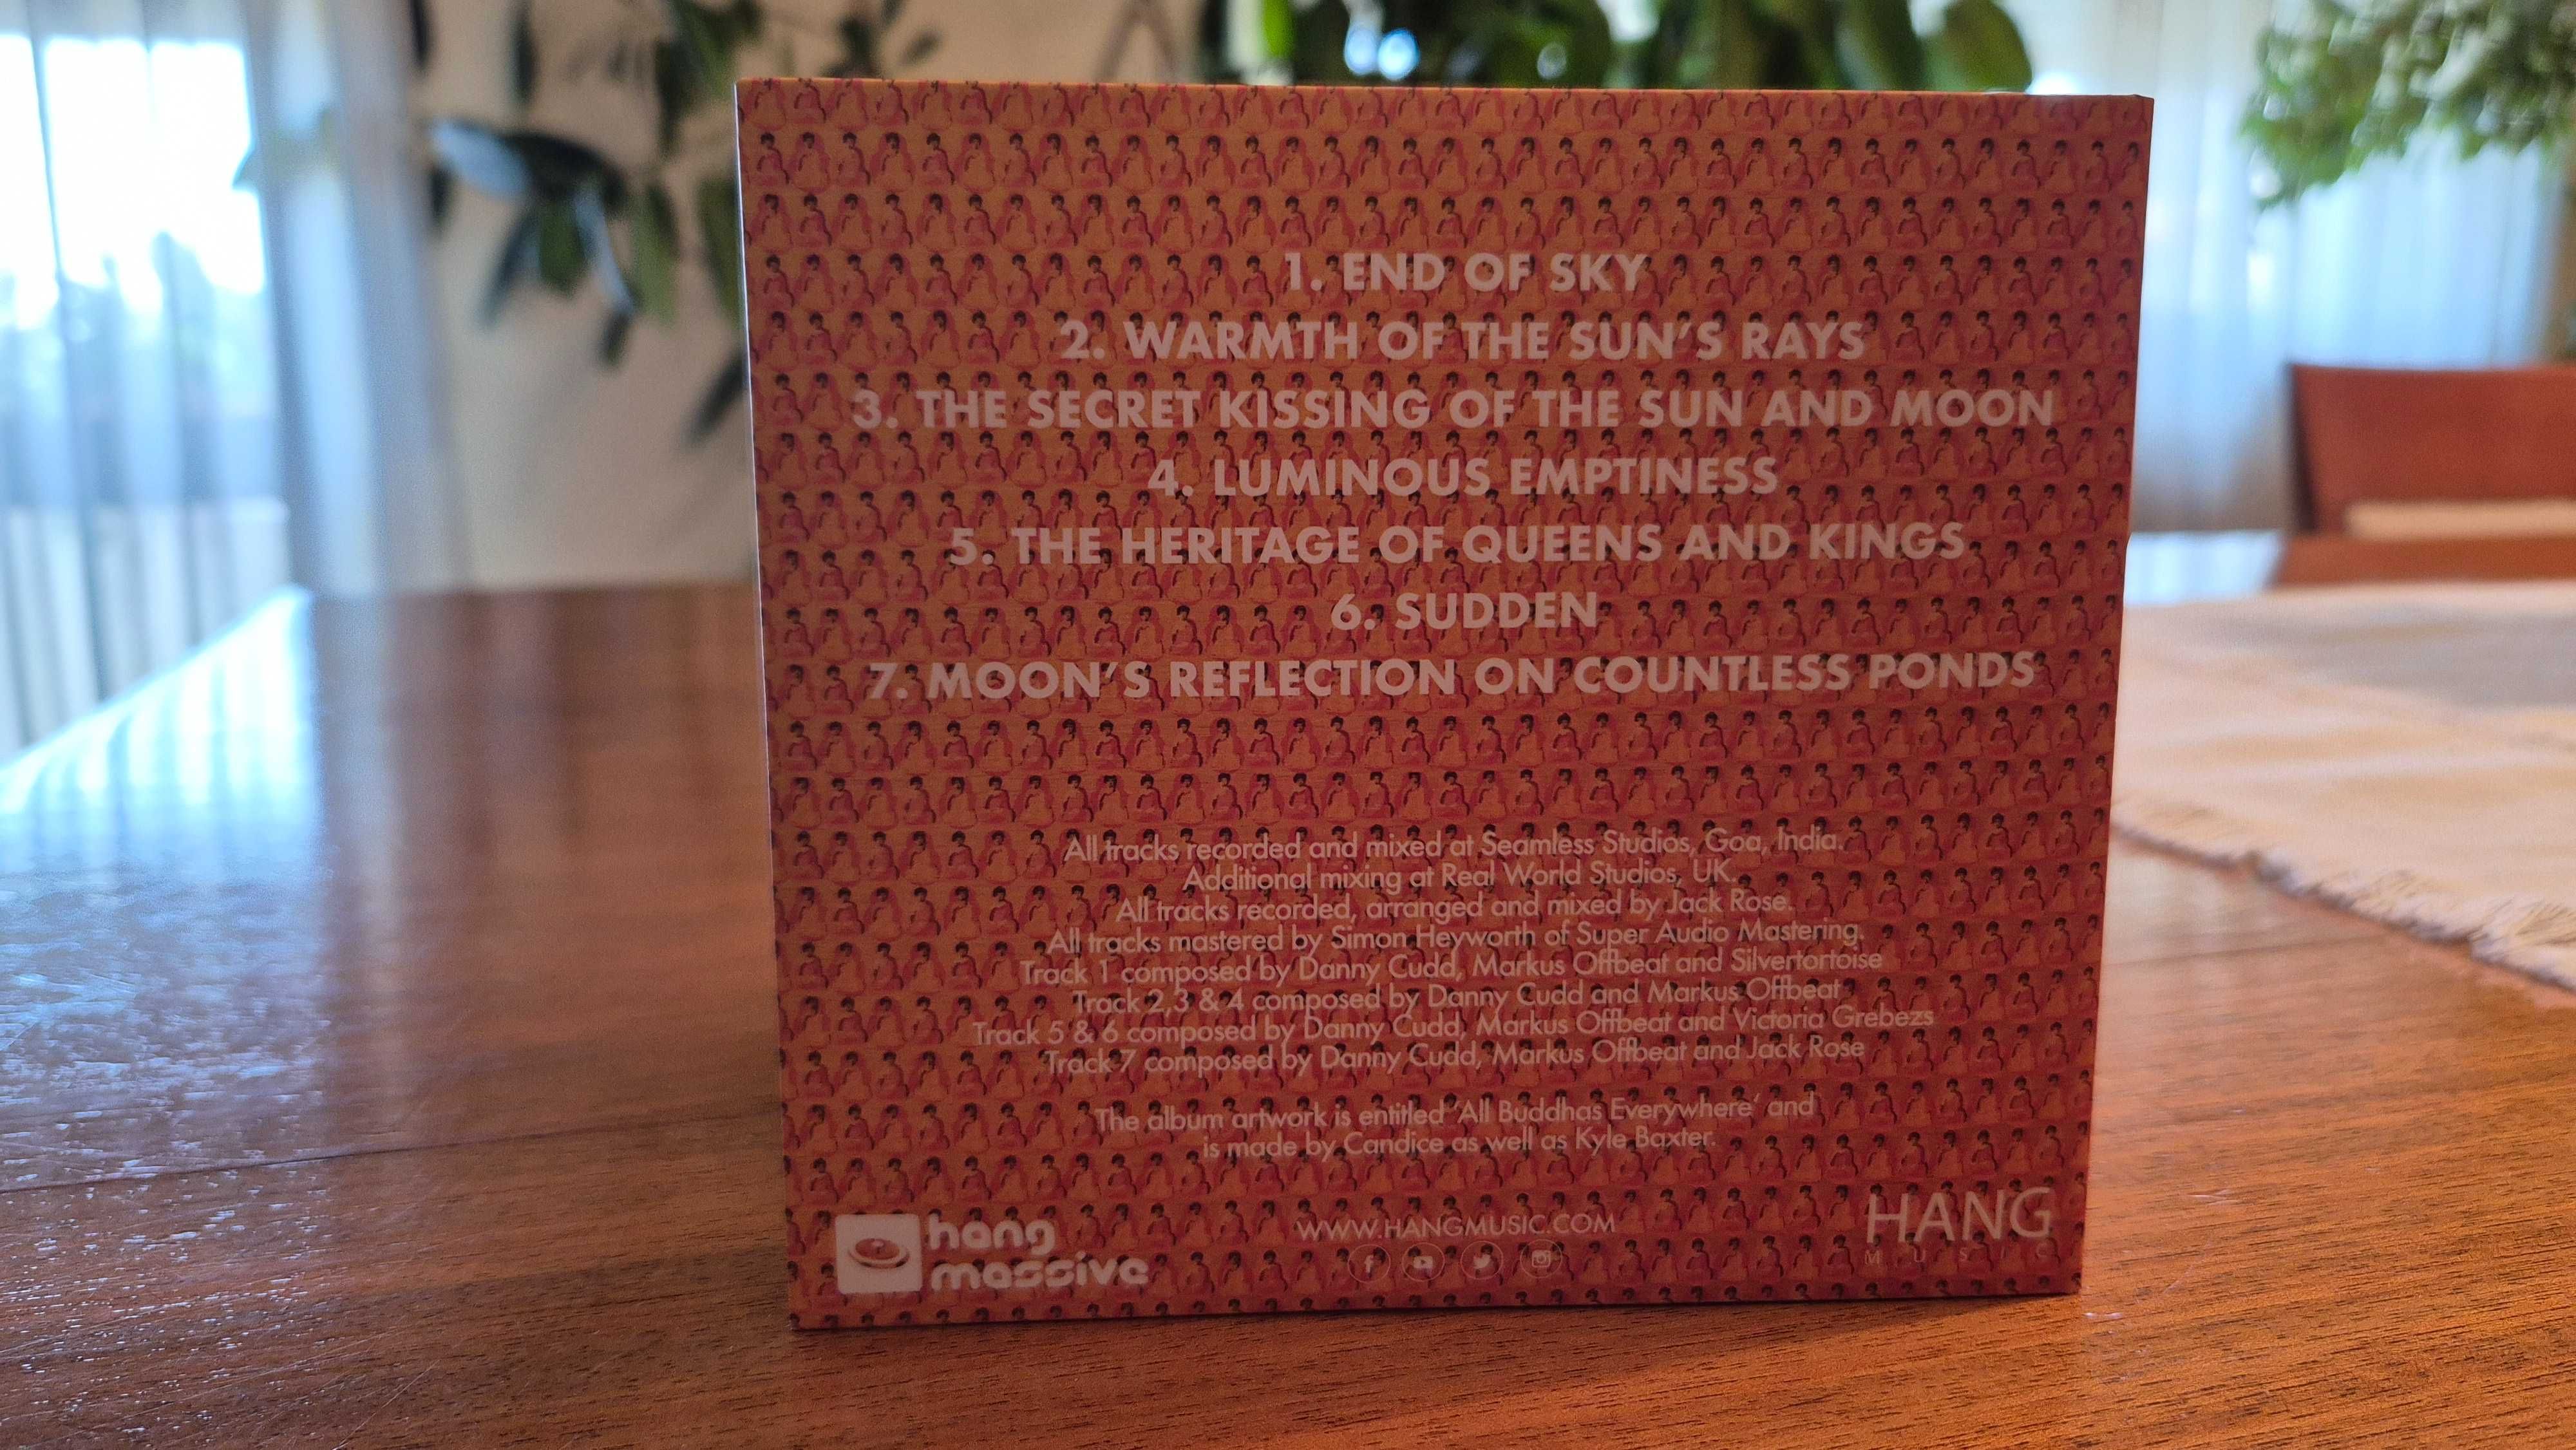 1. END OF SKY
2. WARMTH OF THE SUN'S RAYS
3. THE SECRET KISSING OF THE SUN AND MOON
4. LUMINOUS EMPTINESS
5. THE HERITAGE OF QUEENS AND KINGS
6. SUDDEN
7. MOON'S REFLECTION ON COUNTLESS PONDS
All tracks recorded and mixed at Seamless Studios, Goa, India.
Additional mixing at Real World Studios, UK.
All tracks recorded, arranged and mixed by Jack Rose.
All tracks mastered by Simon Heyworth of Super Audio Mastering.
Track 1 composed by Danny Cudd, Markus Offbeat and Silvertortoise
Track 2,3 & 4 composed by Danny Cudd and Markus Offbeat
Track 5 & 6 composed by Danny Cudd, Markus Offbeat and Victoria Grebezs
Track 7 composed by Danny Cudd, Markus Offbeat and Jack Rose
The album artwork is entitled 'All Buddhas Everywhere' and
is made by Candice as well as Kyle Baxter.
hang
massive
WWW.HANGMUSIC.COM
HANG
MUSIC